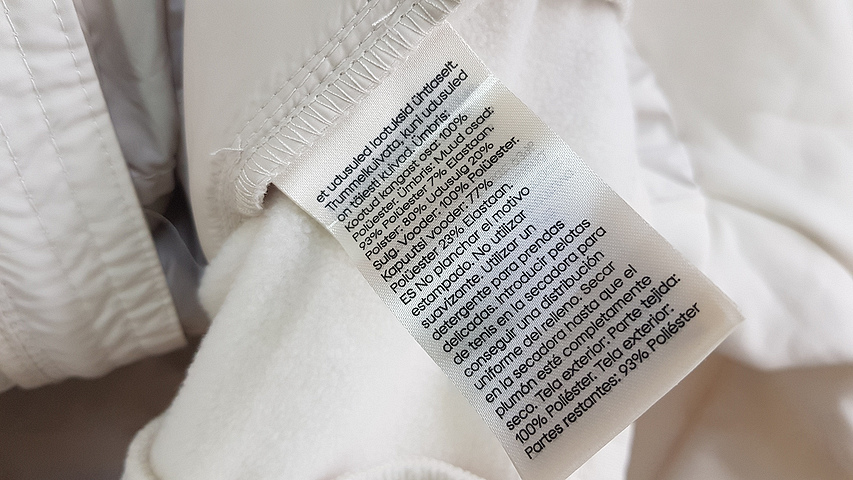 et udusuled laotuksid ühtlaselt.
Trummelkuivata, kuni udusuled
on täiesti kuivad. Ümbris:
Kootud kangast osa: 100%
Polüester. Ümbris: Muud osad:
93% Polüester 7% Elastaan.
Polster: 80% Udusulg 20%
Sulg. Vooder: 100% Polüester.
Kapuutsi vooder: 77%
Polüester 23% Elastaan.
ES No planchar el motivo
estampado. No utilizar
suavizante. Utilizar un
detergente para prendas
delicadas. Introducir pelotas
de tenis en la secadora para
conseguir una distribución
uniforme del relleno. Secar
en la secadora hasta que el
plumón esté completamente
seco. Tela exterior: Parte tejida:
100% Poliéster. Tela exterior:
Partes restantes: 93% Poliéster